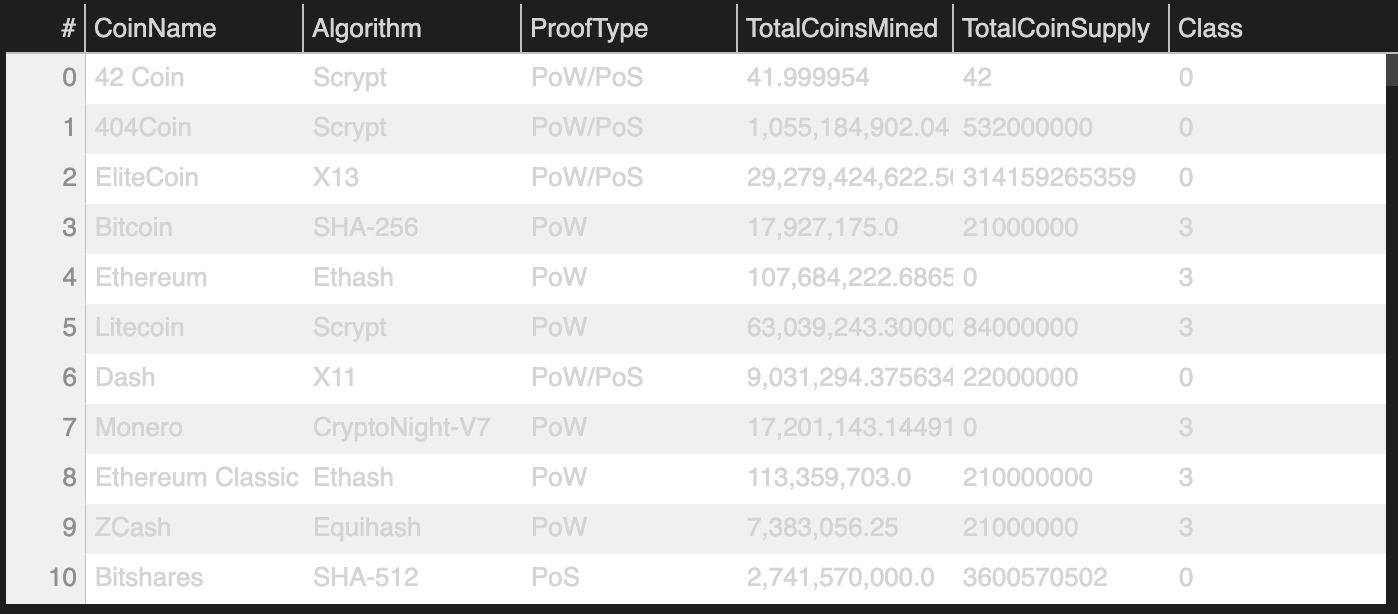 # CoinName Algorithm ProofType TotalCoinsMined TotalCoinSupply Class
0 42 Coin Scrypt PoW/PoS 41.999954 42 0
1 404Coin Scrypt PoW/PoS 1,055,184,902.04 532000000 0
2 EliteCoin X13 PoW/PoS 29,279,424,622.5 314159265359 0
3 Bitcoin SHA-256 PoW 17,927,175.0 21000000 3
4 Ethereum Ethash PoW 107,684,222.6865 0 3
5 Litecoin Scrypt PoW 63,039,243.30000 84000000 3
6 Dash X11 PoW/PoS 9,031,294.375634 22000000 0
7 Monero CryptoNight-V7 PoW 17,201,143.14491 0 3
8 Ethereum Classic Ethash PoW 113,359,703.0 210000000 3
9 ZCash Equihash PoW 7,383,056.25 21000000 3
10 Bitshares SHA-512 PoS 2,741,570,000.0 3600570502 0